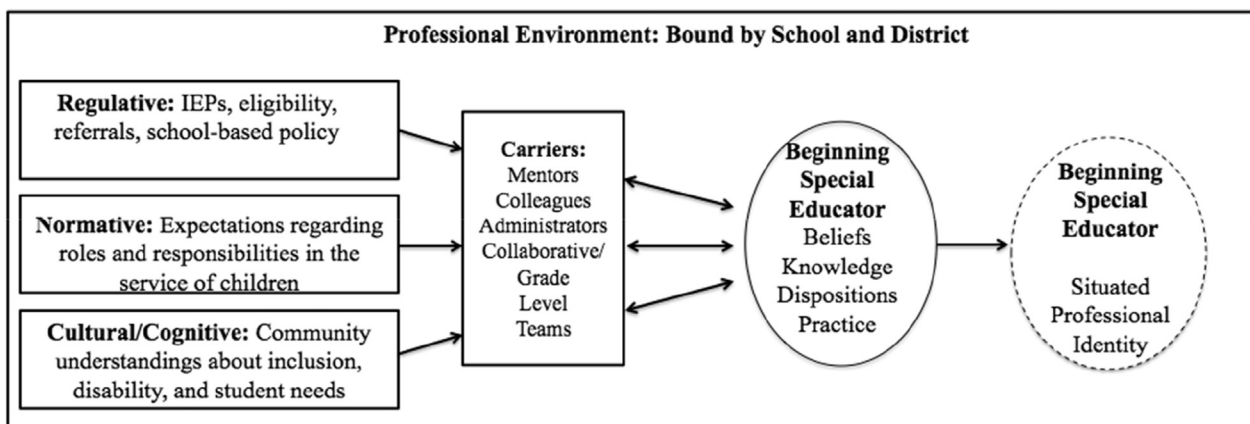 Professional Environment: Bound by School and District
Regulative: IEPs, eligibility,
referrals, school-based policy
Normative: Expectations regarding
roles and responsibilities in the
service of children
Cultural/Cognitive: Community
understandings about inclusion,
disability, and student needs
Carriers:
Mentors
Colleagues
Administrators
Collaborative/
Grade
Level
Teams
Beginning
Special
Educator
Beliefs
Knowledge
Dispositions
Practice
Beginning
Special
Educator
Situated
Professional
Identity